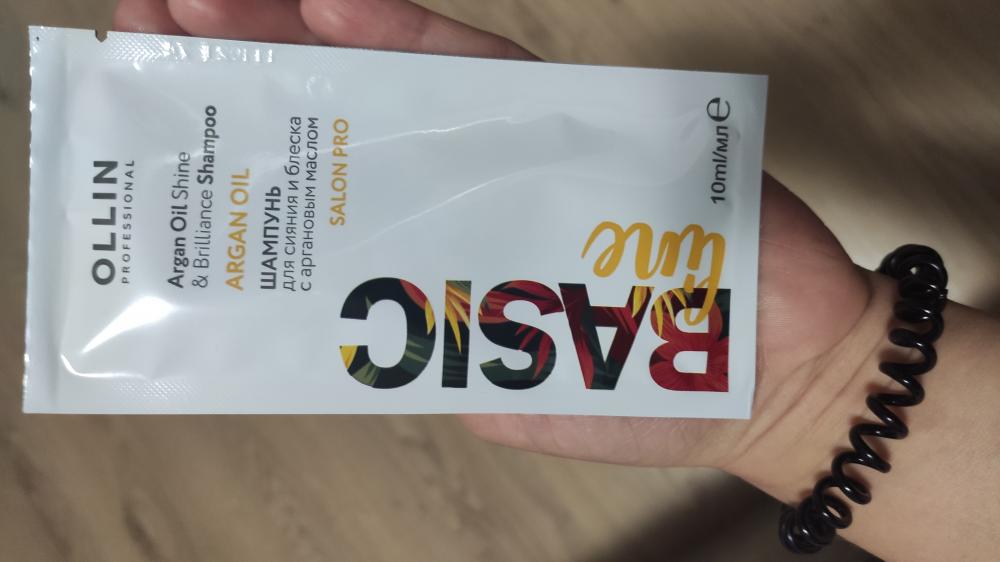 OLLIN
PROFESSIONAL
Argan Oil Shine
& Brilliance Shampoo
ARGAN OIL
ШАМПУНЬ
для сияния и блеска
с аргановым маслом
SALON PRO
BASIC
line
10ml/мл ℮